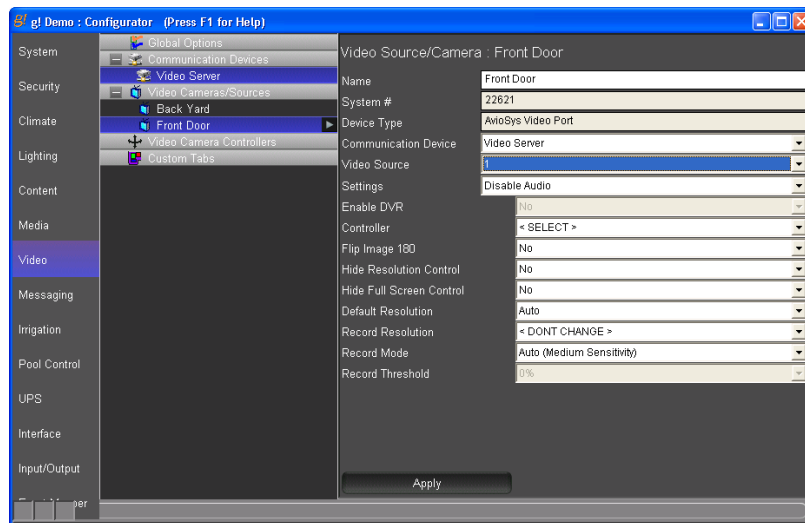 g! Demo : Configurator (Press F1 for Help)
System
Security
Climate
Lighting
Content
Media
Video
Messaging
Irrigation
Pool Control
UPS
Interface
Input/Output
Global Options
Communication Devices
Video Server
Video Cameras/Sources
Back Yard
Front Door
Video Camera Controllers
Custom Tabs
Video Source/Camera : Front Door
Name Front Door
System # 22621
Device Type AvioSys Video Port
Communication Device Video Server
Video Source 1
Settings Disable Audio
Enable DVR No
Controller < SELECT >
Flip Image 180 No
Hide Resolution Control No
Hide Full Screen Control No
Default Resolution Auto
Record Resolution < DONT CHANGE >
Record Mode Auto (Medium Sensitivity)
Record Threshold 0%
Apply